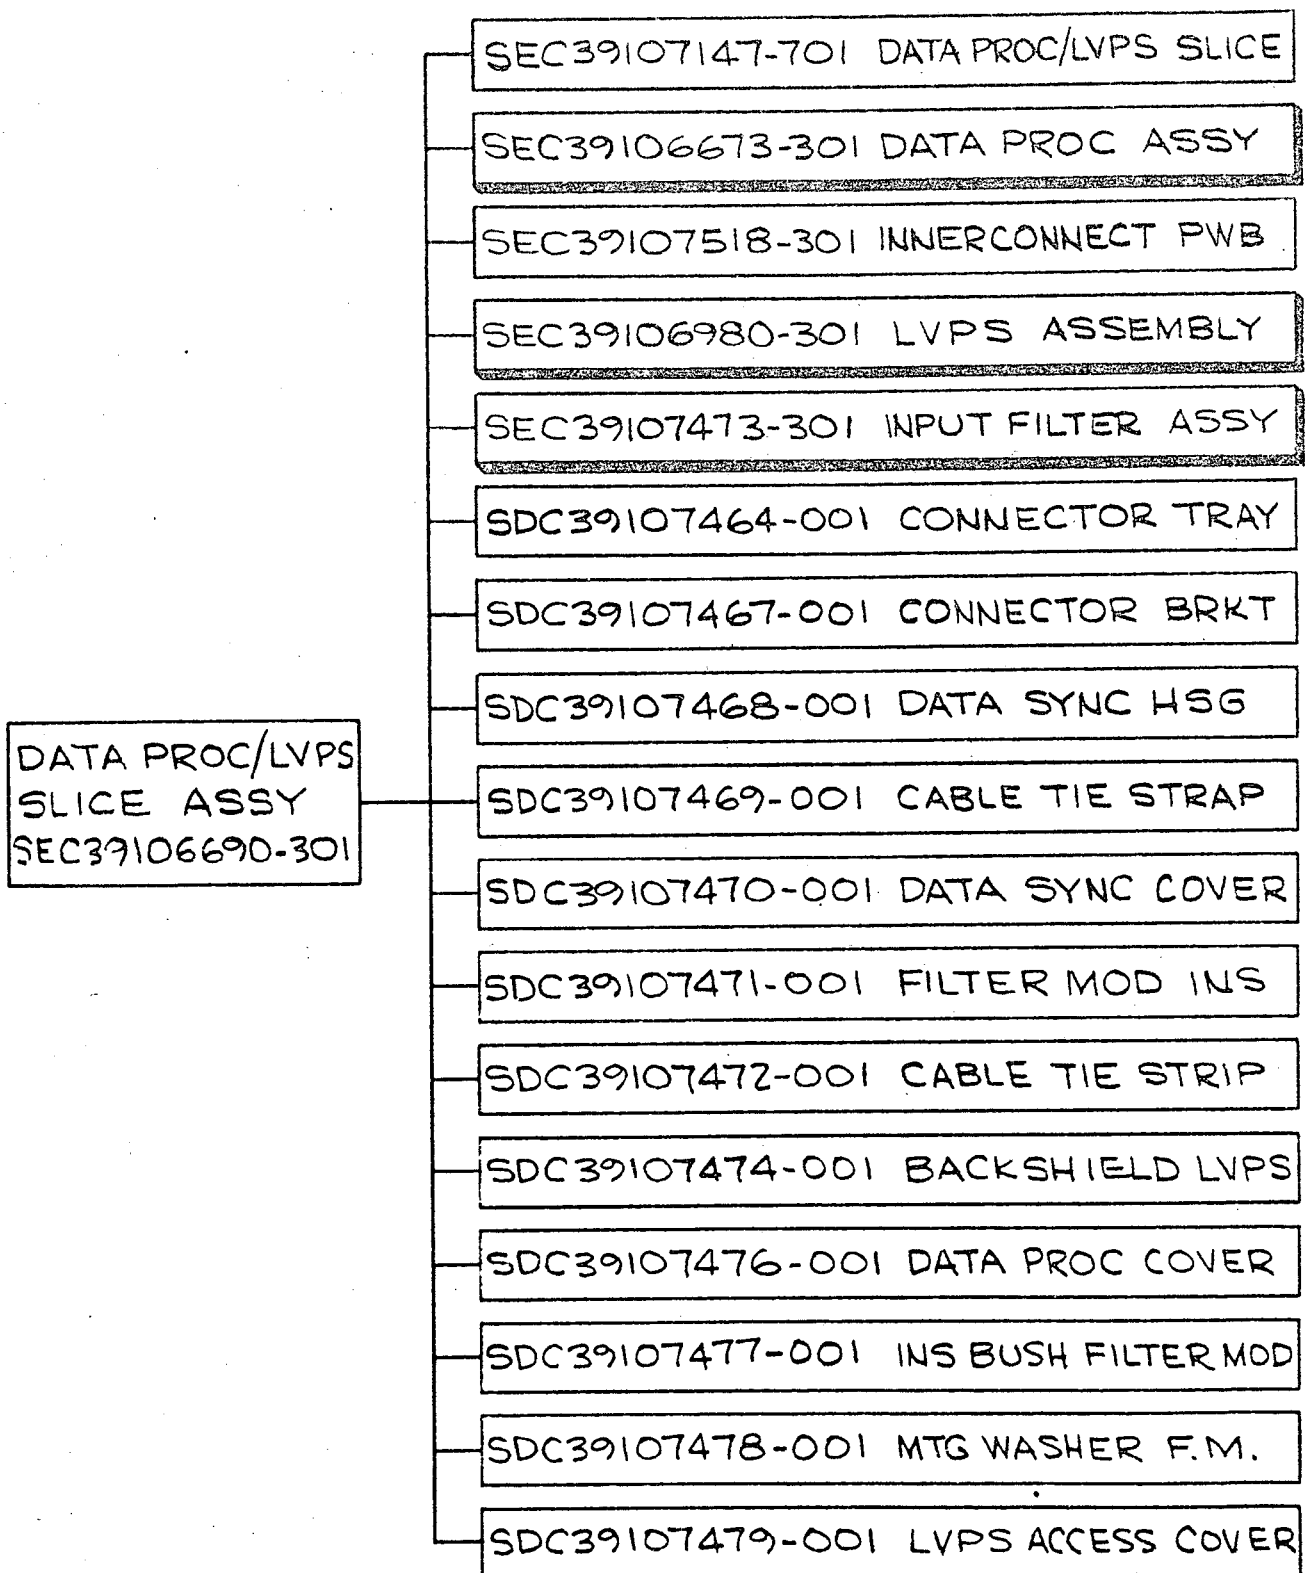 SEC39107147-701 DATA PROC/LVPS SLICE
SEC39106673-301 DATA PROC ASSY
SEC39107518-301 INNERCONNECT PWB
SEC39106980-301 LVPS ASSEMBLY
SEC39107473-301 INPUT FILTER ASSY
SDC39107464-001 CONNECTOR TRAY
SDC39107467-001 CONNECTOR BRKT
SDC39107468-001 DATA SYNC HSG
DATA PROC/LVPS
SLICE ASSY
SEC39106690-301
SDC39107469-001 CABLE TIE STRAP
SDC39107470-001 DATA SYNC COVER
SDC39107471-001 FILTER MOD INS
SDC39107472-001 CABLE TIE STRIP
SDC39107474-001 BACKSHIELD LVPS
SDC39107476-001 DATA PROC COVER
SDC39107477-001 INS BUSH FILTER MOD
SDC39107478-001 MTG WASHER F.M.
SDC39107479-001 LVPS ACCESS COVER